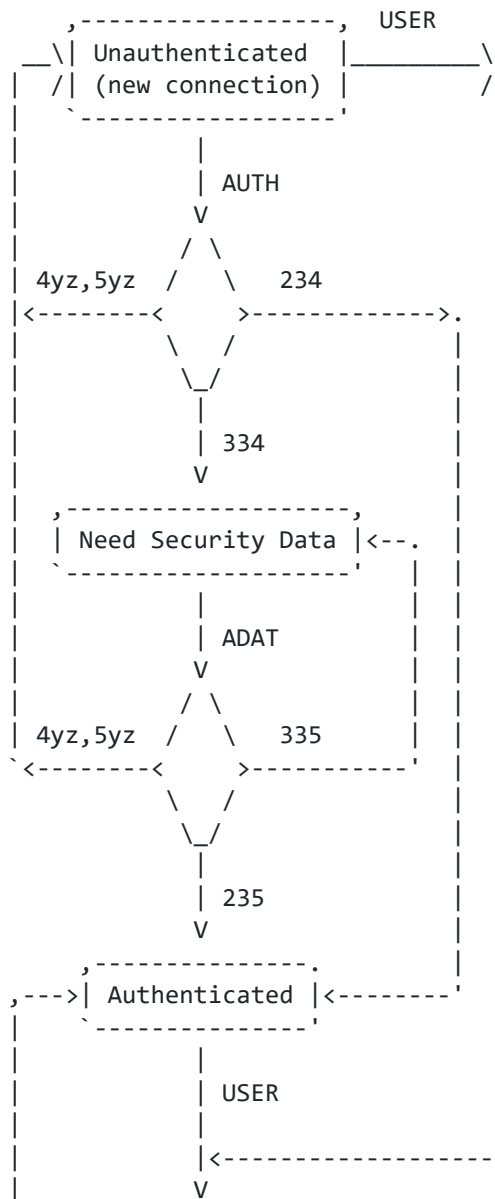 USER
Unauthenticated
(new connection)
AUTH
4yz,5yz 234
334
Need Security Data
ADAT
4yz,5yz 335
235
Authenticated
USER